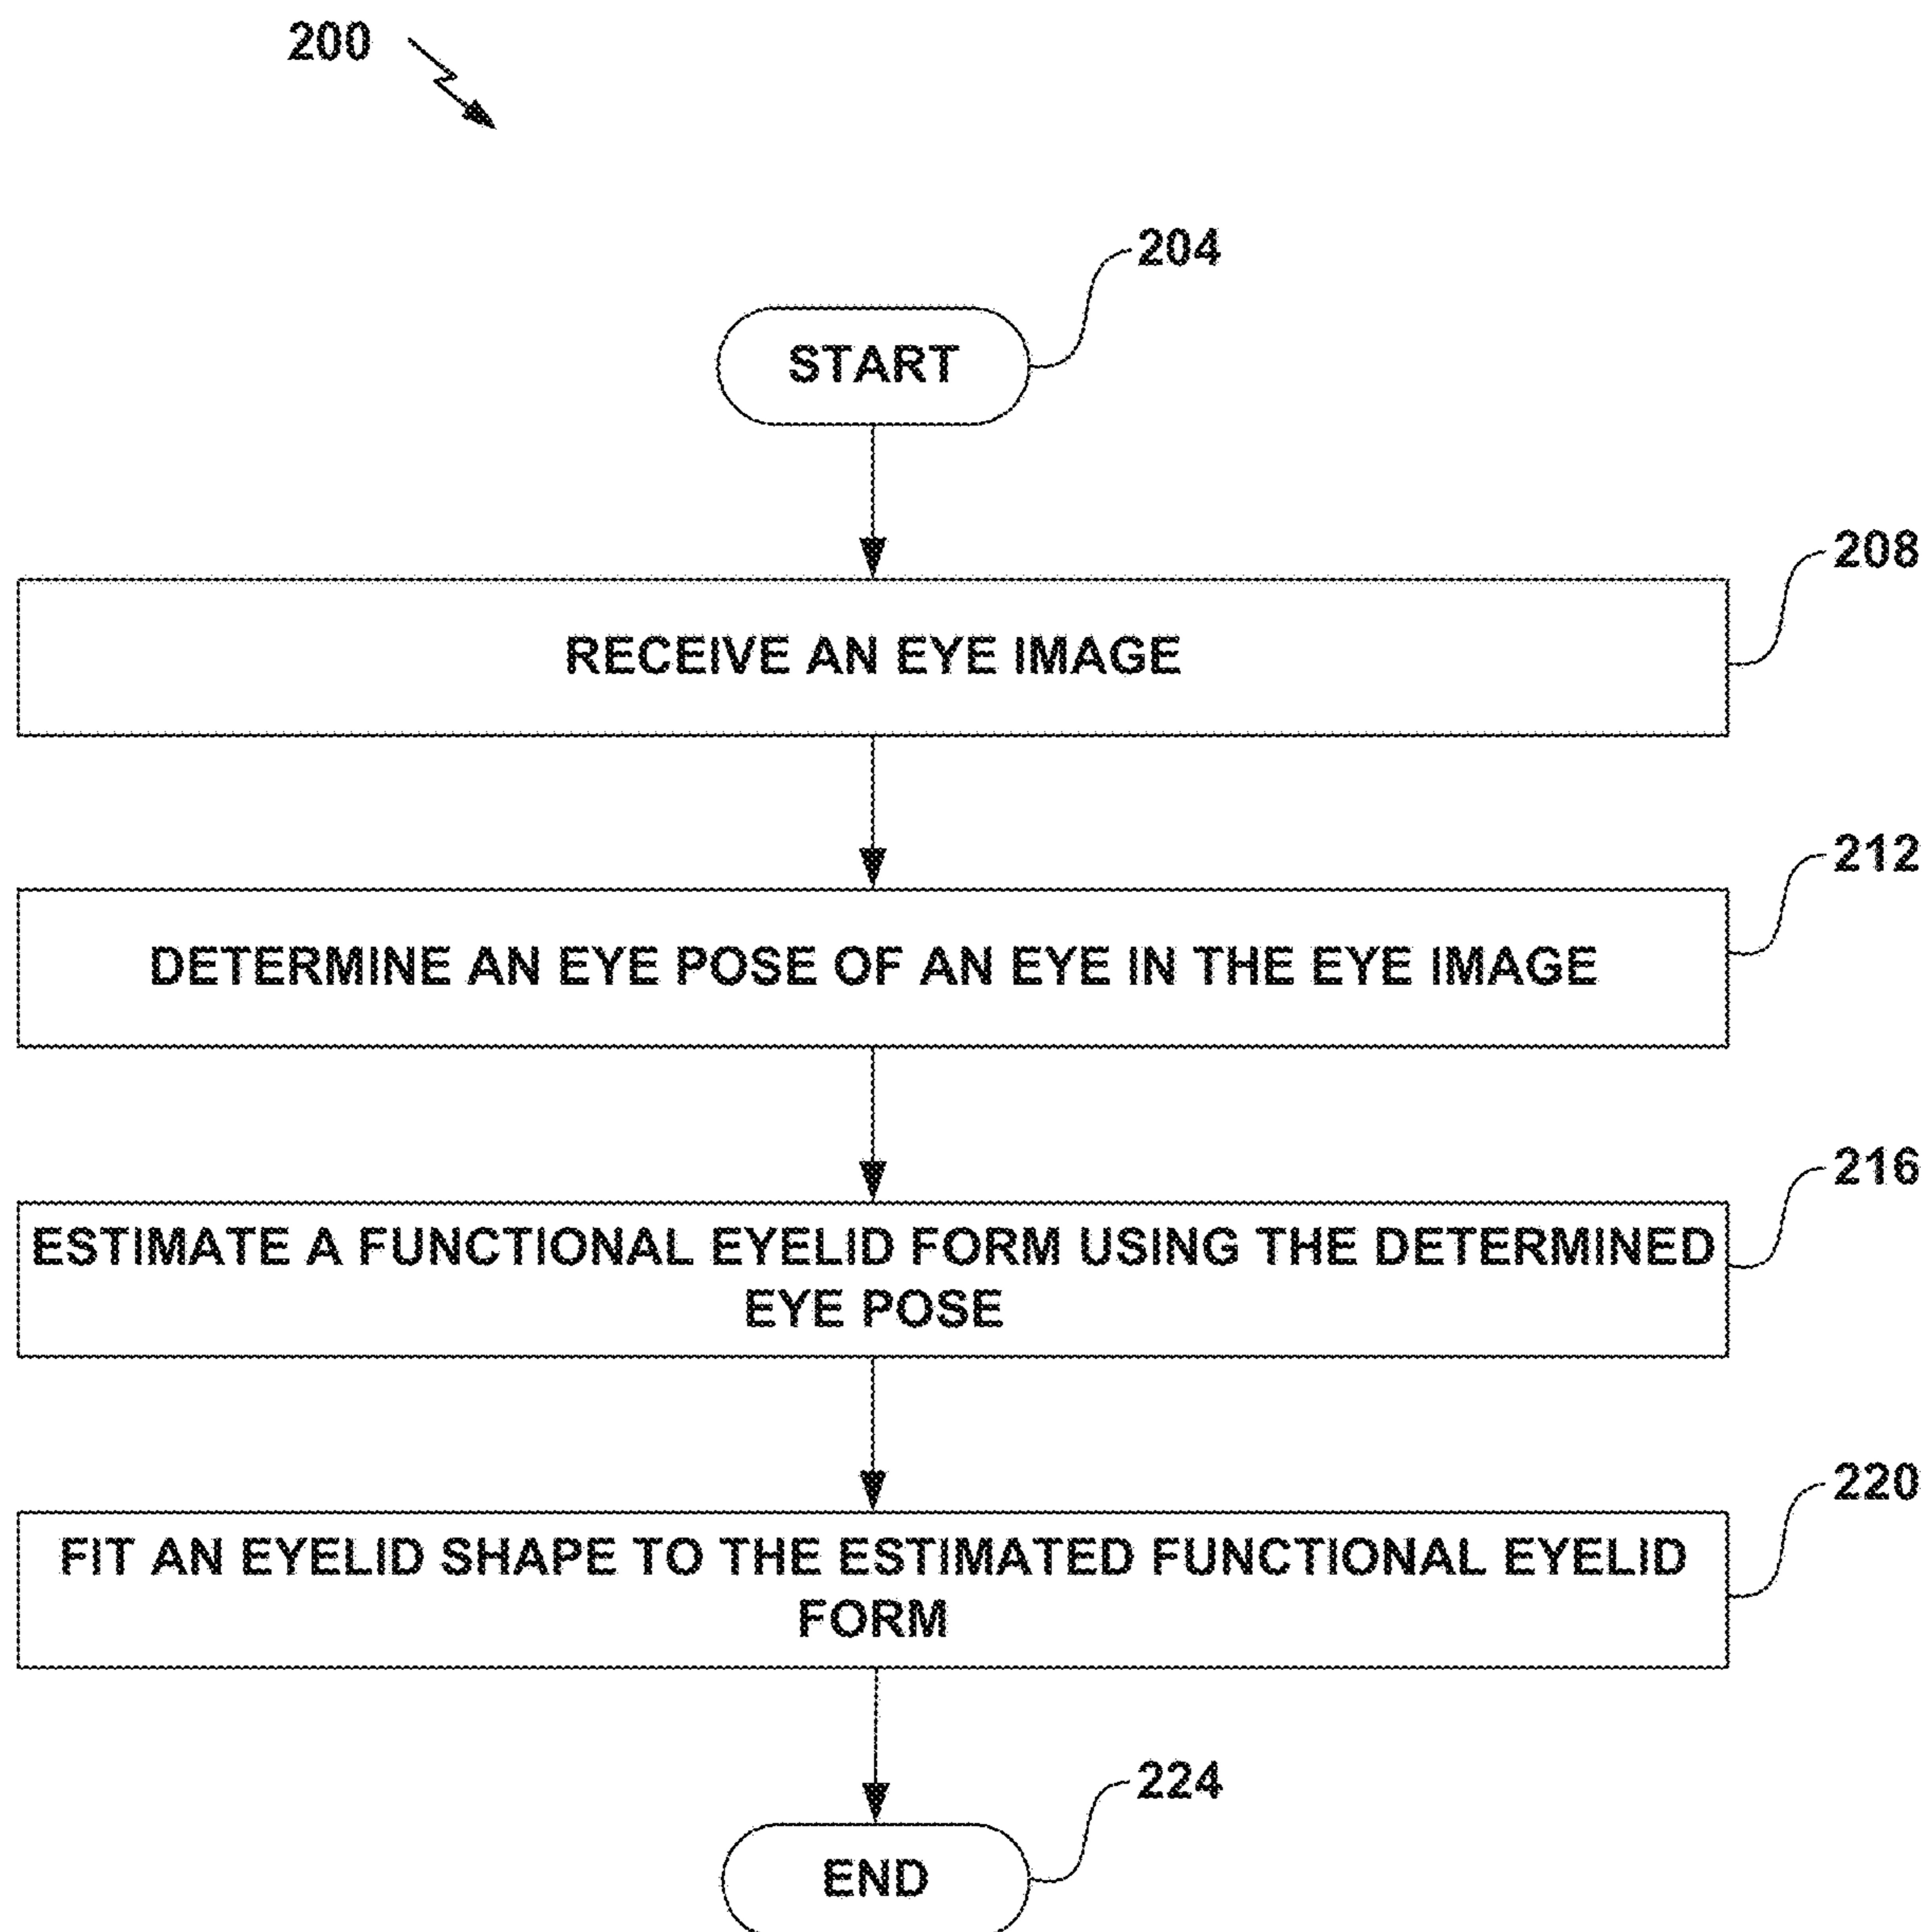 200
204
START
208
RECEIVE AN EYE IMAGE
212
DETERMINE AN EYE POSE OF AN EYE IN THE EYE IMAGE
216
ESTIMATE A FUNCTIONAL EYELID FORM USING THE DETERMINED
EYE POSE
220
FIT AN EYELID SHAPE TO THE ESTIMATED FUNCTIONAL EYELID
FORM
224
END